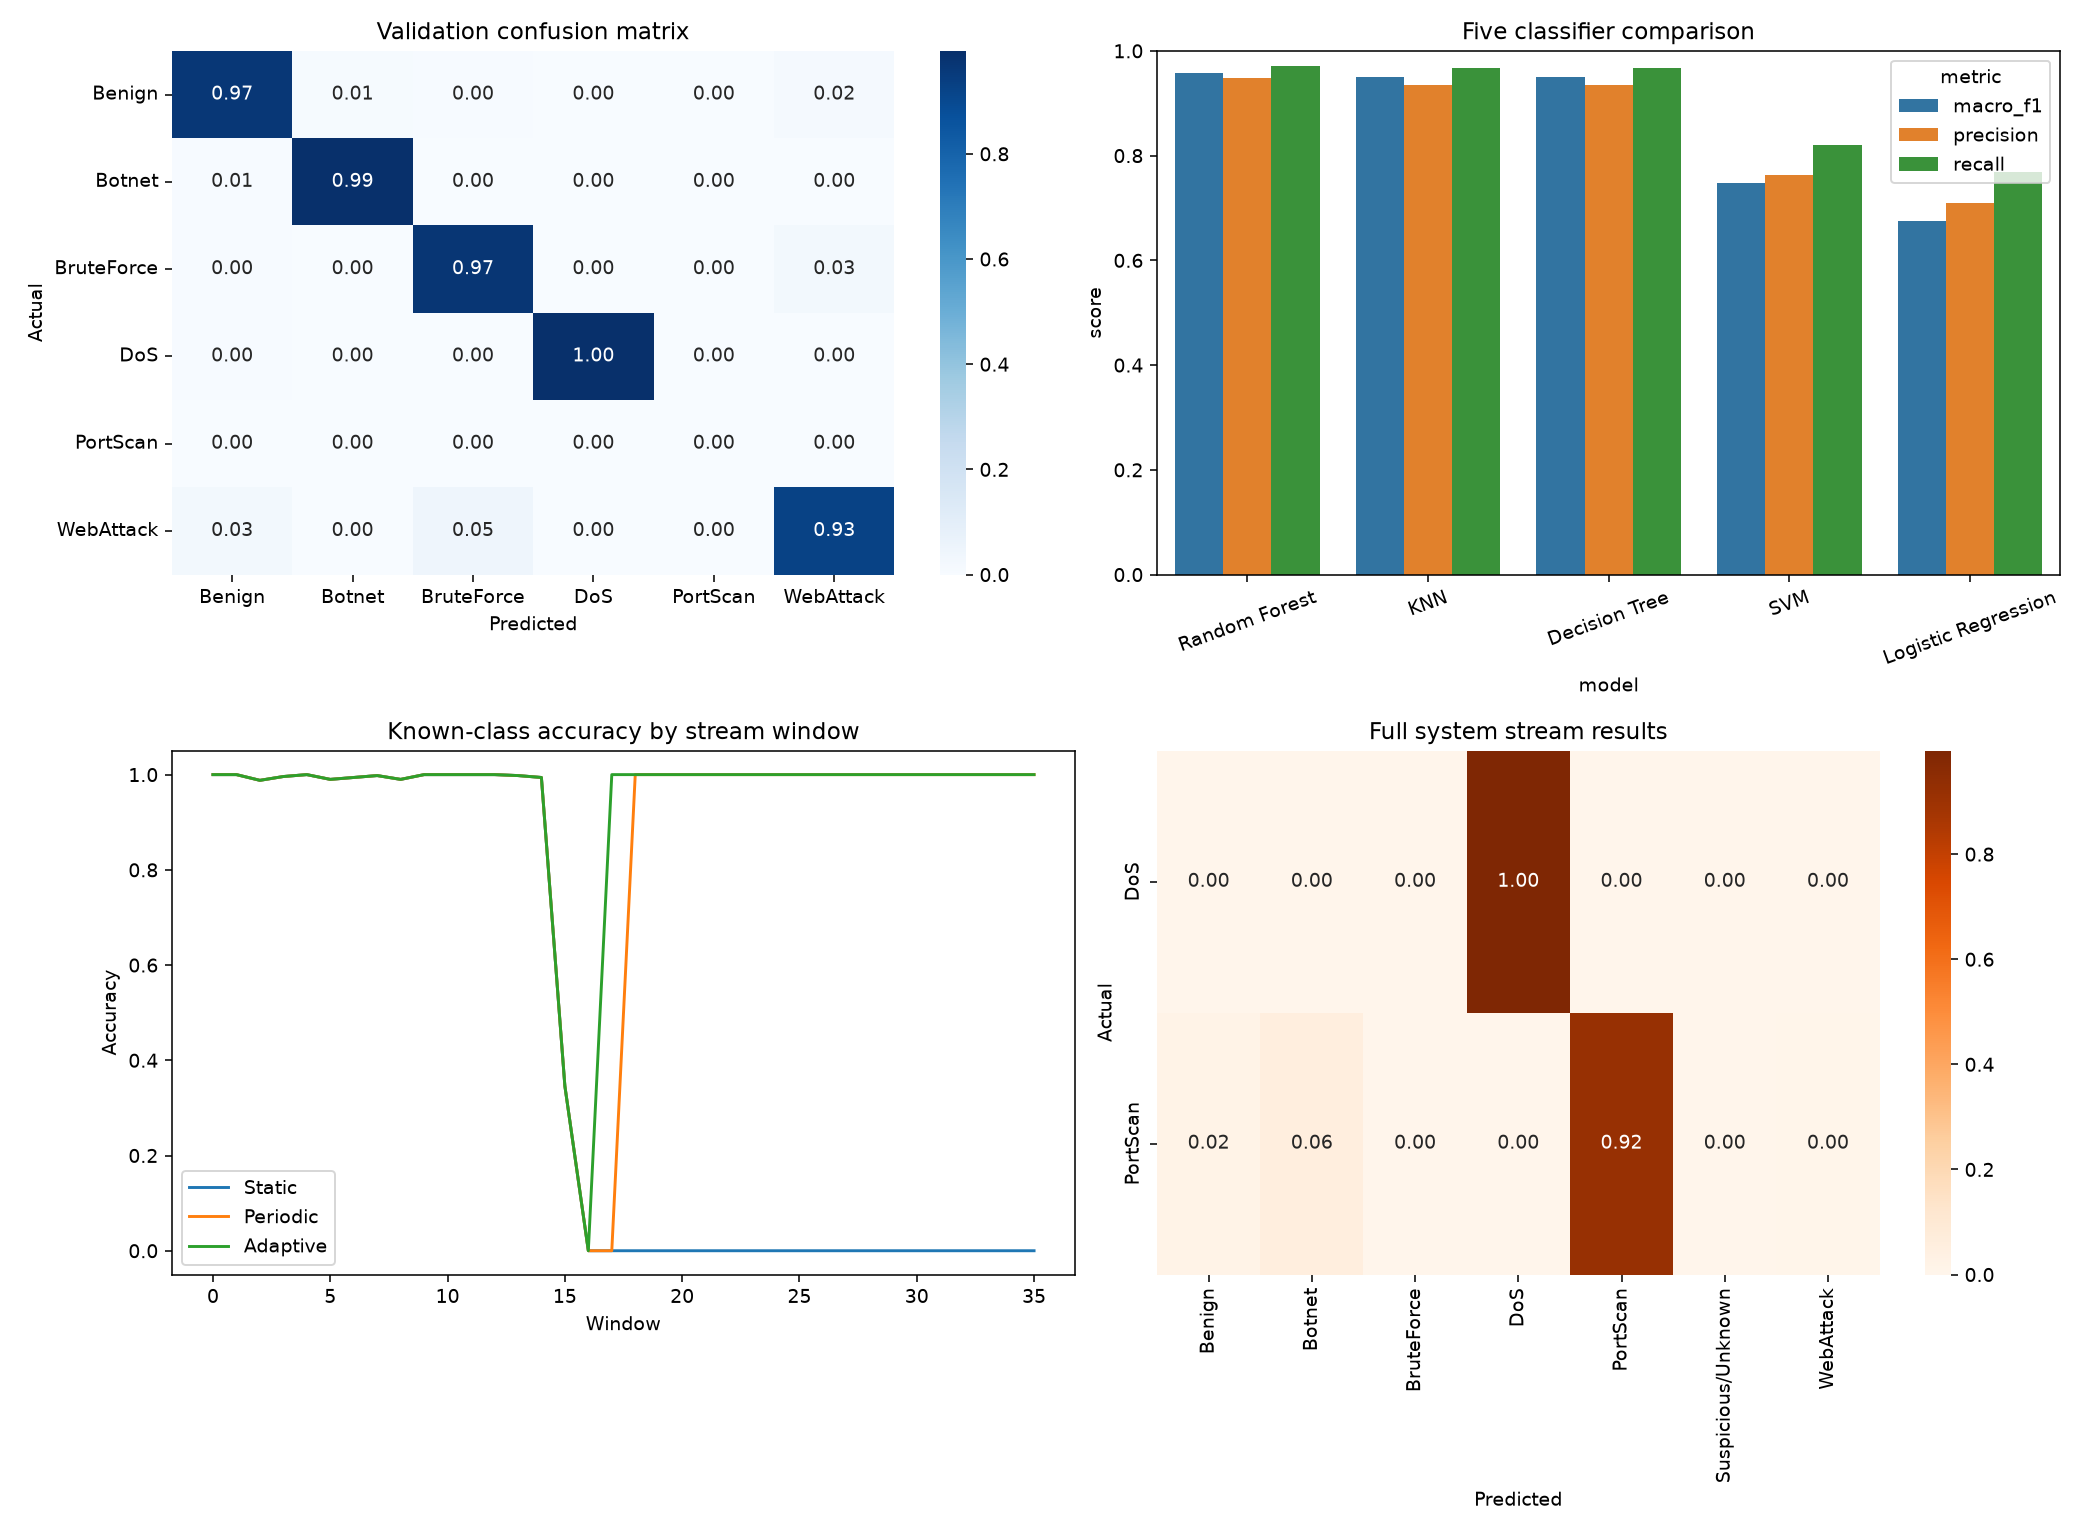 Validation confusion matrix
Actual
Benign 0.97 0.01 0.00 0.00 0.00 0.02
Botnet 0.01 0.99 0.00 0.00 0.00 0.00
BruteForce 0.00 0.00 0.97 0.00 0.00 0.03
DoS 0.00 0.00 0.00 1.00 0.00 0.00
PortScan 0.00 0.00 0.00 0.00 0.00 0.00
WebAttack 0.03 0.00 0.05 0.00 0.00 0.93
Benign Botnet BruteForce DoS PortScan WebAttack
Predicted
0.8
0.6
0.4
0.2
0.0
Five classifier comparison
score
1.0
0.8
0.6
0.4
0.2
0.0
metric
macro_f1
precision
recall
Random Forest KNN Decision Tree SVM Logistic Regression
model
Known-class accuracy by stream window
Accuracy
1.0
0.8
0.6
0.4
0.2
0.0
Static
Periodic
Adaptive
0 5 10 15 20 25 30 35
Window
Full system stream results
Actual
DoS 0.00 0.00 0.00 1.00 0.00 0.00 0.00
PortScan 0.02 0.06 0.00 0.00 0.92 0.00 0.00
Benign Botnet BruteForce DoS PortScan Suspicious/Unknown WebAttack
Predicted
0.8
0.6
0.4
0.2
0.0